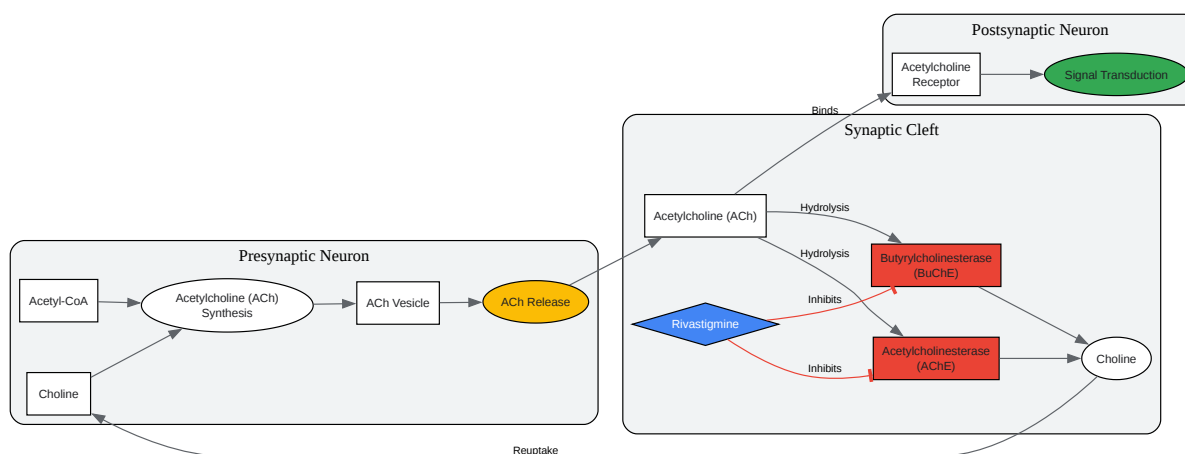 Postsynaptic Neuron
Acetylcholine
Receptor
Signal Transduction
Binds
Synaptic Cleft
Acetylcholine (ACh)
Hydrolysis
Hydrolysis
Butyrylcholinesterase
(BuChE)
Inhibits
Rivastigmine
Acetylcholinesterase
(AChE)
Inhibits
Choline
Presynaptic Neuron
Acetyl-CoA
Acetylcholine (ACh)
Synthesis
ACh Vesicle
ACh Release
Choline
Reuptake